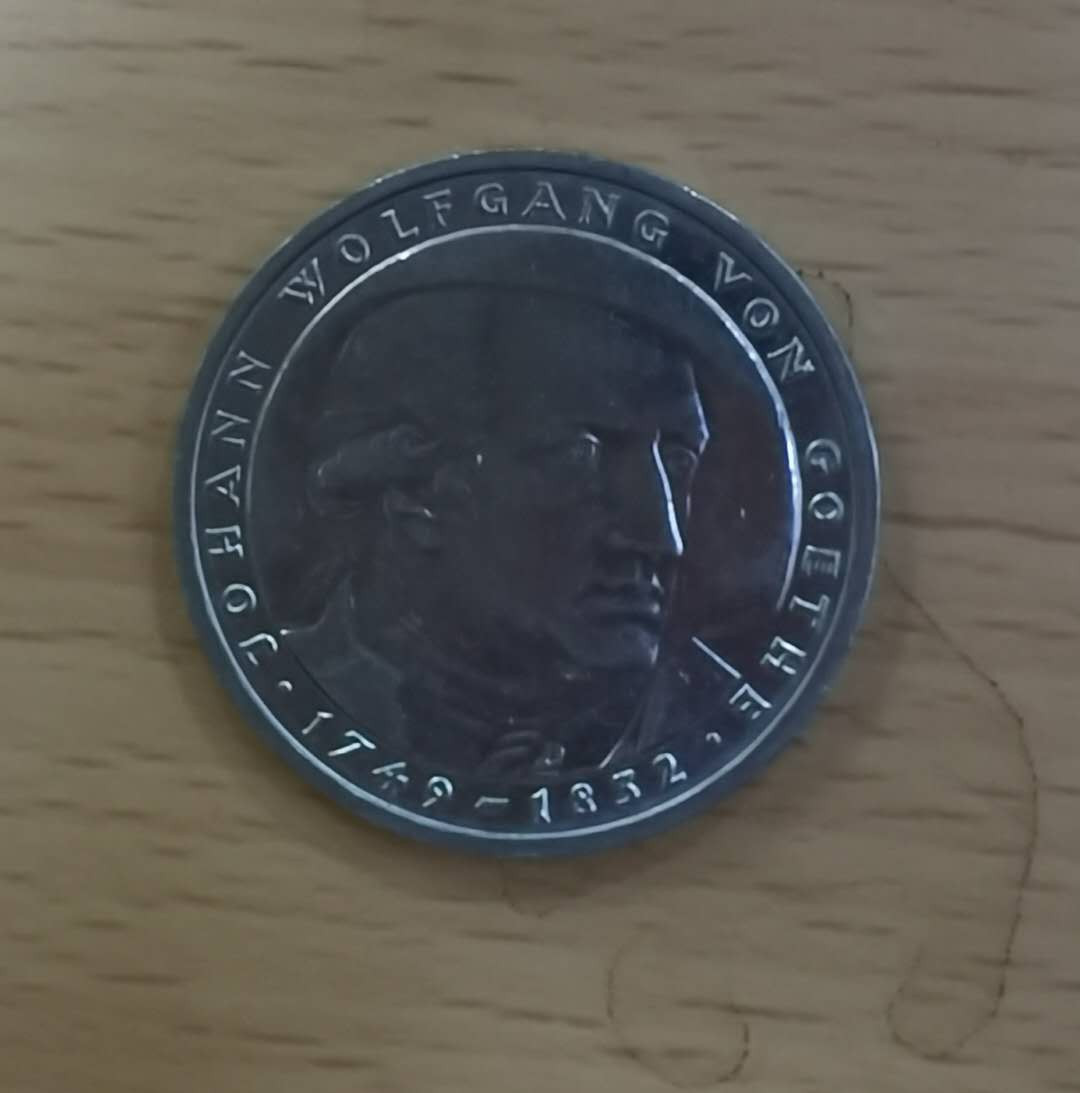 JOHANN WOLFGANG VON GOETHE
· 1749 – 1832 ·